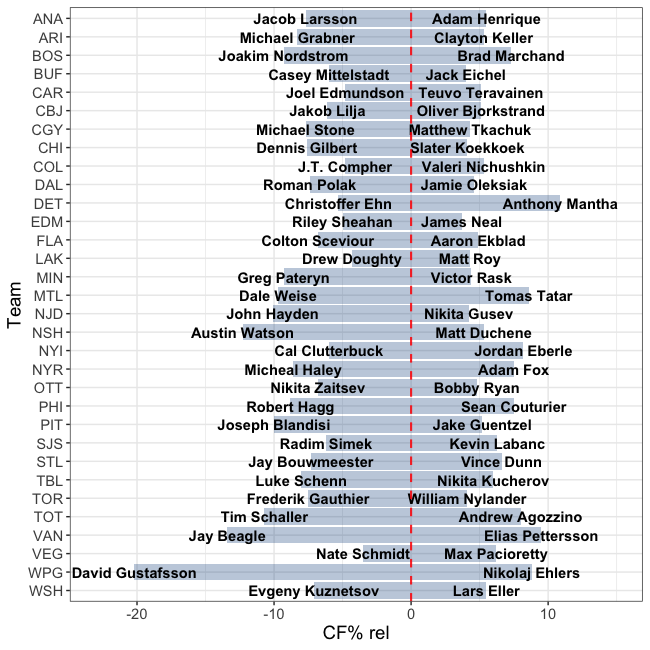 ANA Jacob Larsson Adam Henrique
ARI Michael Grabner Clayton Keller
BOS Joakim Nordstrom Brad Marchand
BUF Casey Mittelstadt Jack Eichel
CAR Joel Edmundson Teuvo Teravainen
CBJ Jakob Lilja Oliver Bjorkstrand
CGY Michael Stone Matthew Tkachuk
CHI Dennis Gilbert Slater Koekkoek
COL J.T. Compher Valeri Nichushkin
DAL Roman Polak Jamie Oleksiak
DET Christoffer Ehn Anthony Mantha
EDM Riley Sheahan James Neal
FLA Colton Sceviour Aaron Ekblad
LAK Drew Doughty Matt Roy
MIN Greg Pateryn Victor Rask
MTL Dale Weise Tomas Tatar
NJD John Hayden Nikita Gusev
NSH Austin Watson Matt Duchene
NYI Cal Clutterbuck Jordan Eberle
NYR Micheal Haley Adam Fox
OTT Nikita Zaitsev Bobby Ryan
PHI Robert Hagg Sean Couturier
PIT Joseph Blandisi Jake Guentzel
SJS Radim Simek Kevin Labanc
STL Jay Bouwmeester Vince Dunn
TBL Luke Schenn Nikita Kucherov
TOR Frederik Gauthier William Nylander
TOT Tim Schaller Andrew Agozzino
VAN Jay Beagle Elias Pettersson
VEG Nate Schmidt Max Pacioretty
WPG David Gustafsson Nikolaj Ehlers
WSH Evgeny Kuznetsov Lars Eller
-20 -10 0 10
CF% rel
Team